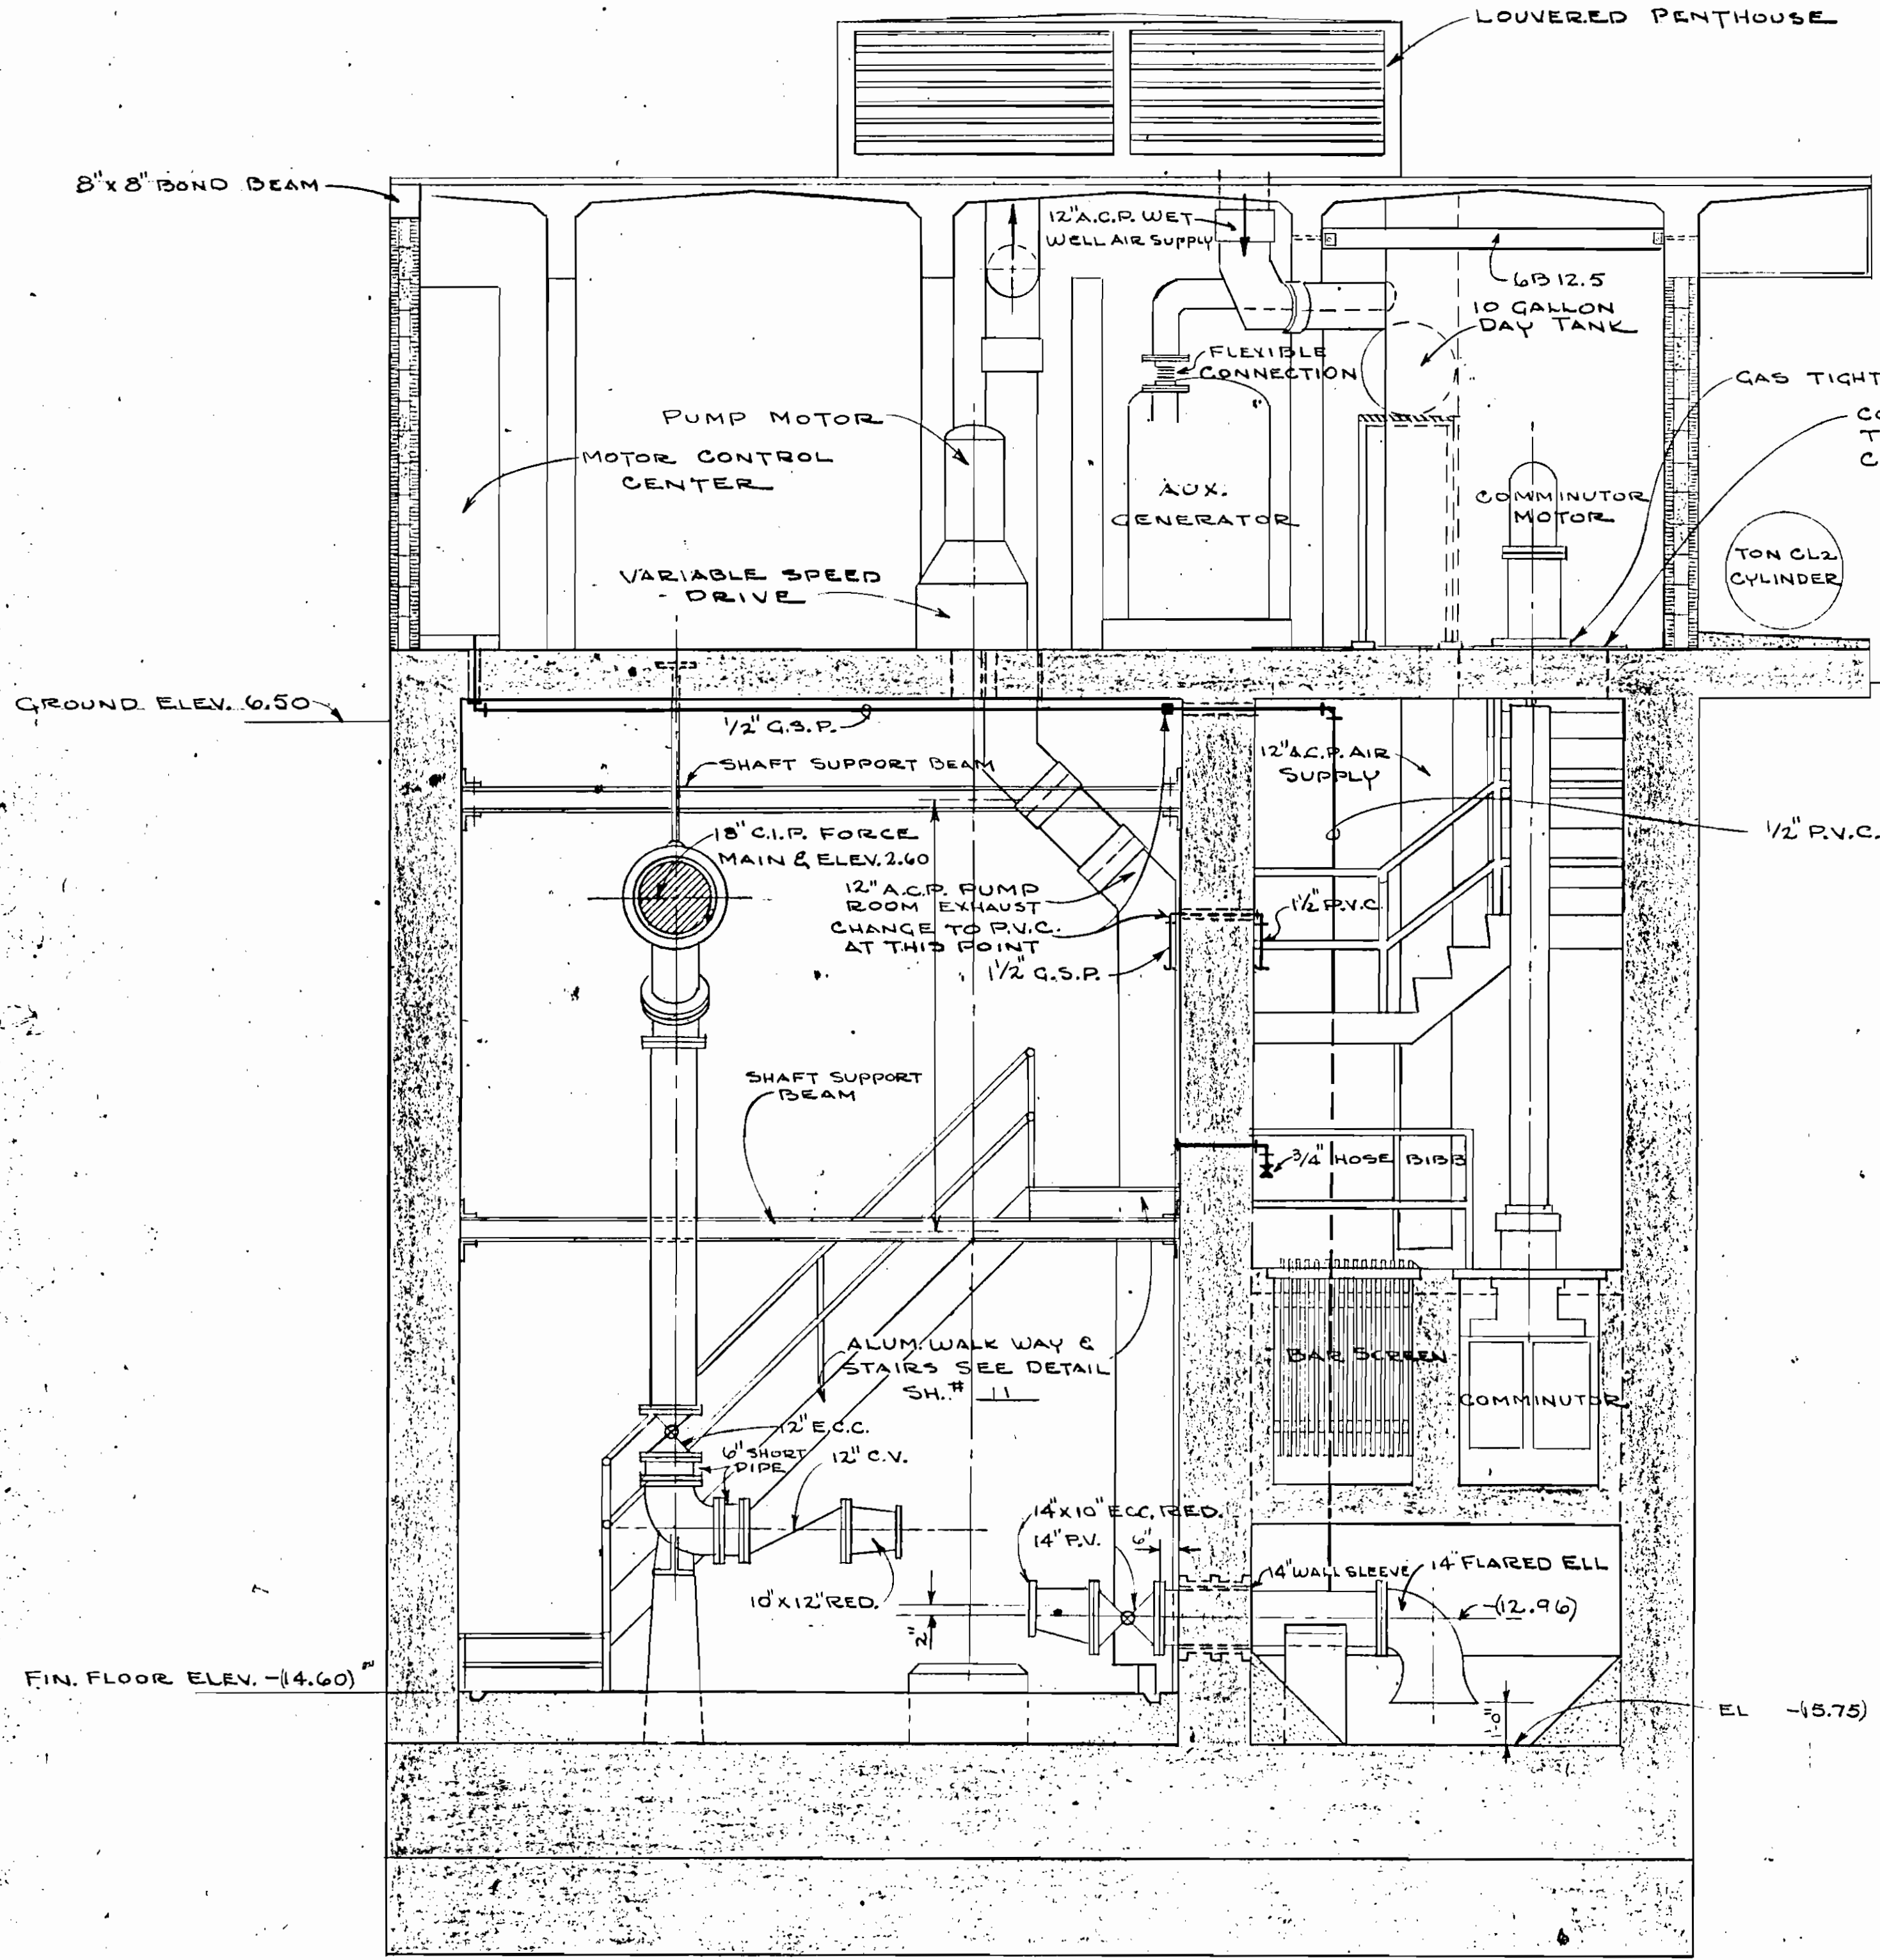 LOUVERED PENTHOUSE
8"x 8" BOND BEAM
12" A.C.P. WET
WELL AIR SUPPLY
6B 12.5
10 GALLON
DAY TANK
FLEXIBLE
CONNECTION
GAS TIGHT
CO
T
C
PUMP MOTOR
MOTOR CONTROL
CENTER
AUX.
GENERATOR
COMMINUTOR
MOTOR
TON CL2
CYLINDER
VARIABLE SPEED
DRIVE
GROUND ELEV. 6.50
1/2" G.S.P.
12" A.C.P. AIR
SUPPLY
SHAFT SUPPORT BEAM
1/2" P.V.C.
18" C.I.P. FORCE
MAIN & ELEV. 2.60
12" A.C.P. PUMP
ROOM EXHAUST
CHANGE TO P.V.C.
AT THIS POINT
1 1/2" P.V.C.
1 1/2" G.S.P.
SHAFT SUPPORT
BEAM
3/4" HOSE BIBB
ALUM. WALK WAY &
STAIRS SEE DETAIL
SH. # 11
BAR SCREEN
COMMINUTOR
12" E.C.C.
6" SHORT
PIPE
12" C.V.
14"x10" ECC. RED.
14" P.V.
6"
14" WALL SLEEVE
14" FLARED ELL
10"x12" RED.
2"
-(12.96)
FIN. FLOOR ELEV. -(14.60)
1'-0"
EL -(15.75)